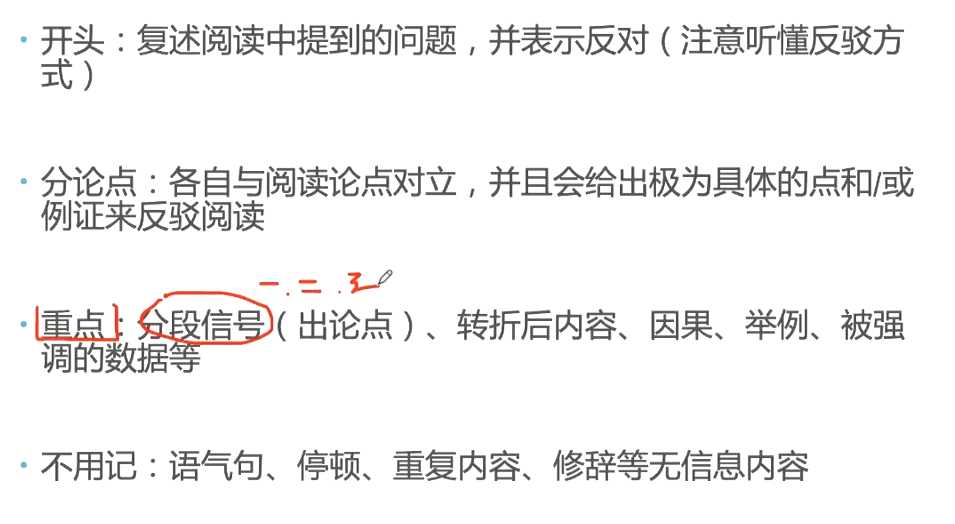 • 开头：复述阅读中提到的问题，并表示反对（注意听懂反驳方
式）
• 分论点：各自与阅读论点对立，并且会给出极为具体的点和/或
例证来反驳阅读
一.二.三
• 重点：分段信号（出论点）、转折后内容、因果、举例、被强
调的数据等
• 不用记：语气句、停顿、重复内容、修辞等无信息内容